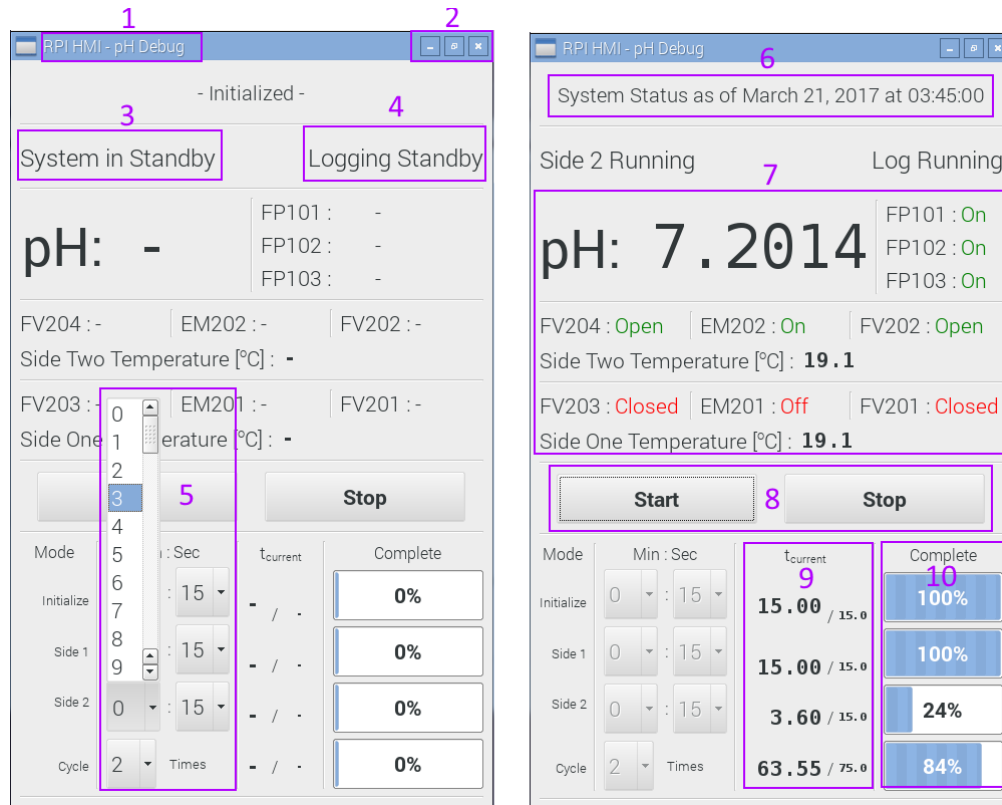 1
2
RPI HMI - pH Debug
- Initialized -
3
4
System in Standby
Logging Standby
pH: -
FP101 : -
FP102 : -
FP103 : -
FV204 : - EM202 : - FV202 : -
Side Two Temperature [°C] : -
FV203 : - EM201 : - FV201 : -
Side One erature [°C] : -
0
1
2
3
4
5
6
7
8
9
5
Stop
Mode : Sec tcurrent Complete
Initialize : 15 - / - 0%
Side 1 : 15 - / - 0%
Side 2 0 : 15 - / - 0%
Cycle 2 Times - / - 0%
RPI HMI - pH Debug
6
System Status as of March 21, 2017 at 03:45:00
Side 2 Running
Log Running
7
pH: 7.2014
FP101 : On
FP102 : On
FP103 : On
FV204 : Open EM202 : On FV202 : Open
Side Two Temperature [°C] : 19.1
FV203 : Closed EM201 : Off FV201 : Closed
Side One Temperature [°C] : 19.1
Start 8 Stop
Mode Min : Sec tcurrent Complete
9
10
Initialize 0 : 15 15.00 / 15.0 100%
Side 1 0 : 15 15.00 / 15.0 100%
Side 2 0 : 15 3.60 / 15.0 24%
Cycle 2 Times 63.55 / 75.0 84%